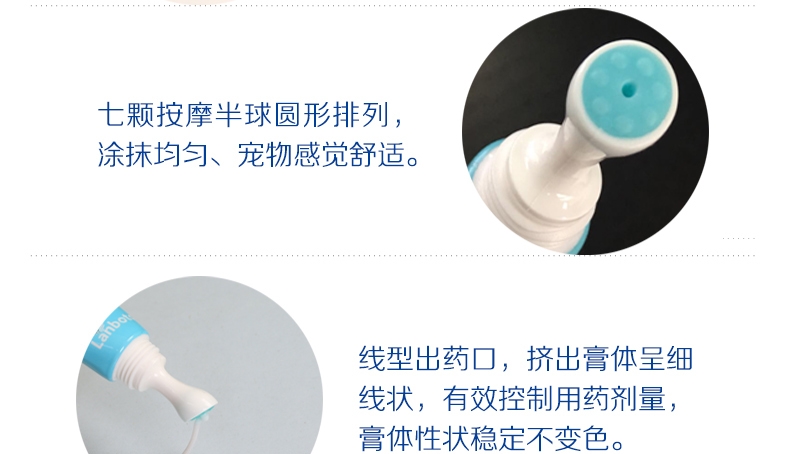 七颗按摩半球圆形排列，
涂抹均匀、宠物感觉舒适。
线型出药口，挤出膏体呈细
线状，有效控制用药剂量，
膏体性状稳定不变色。